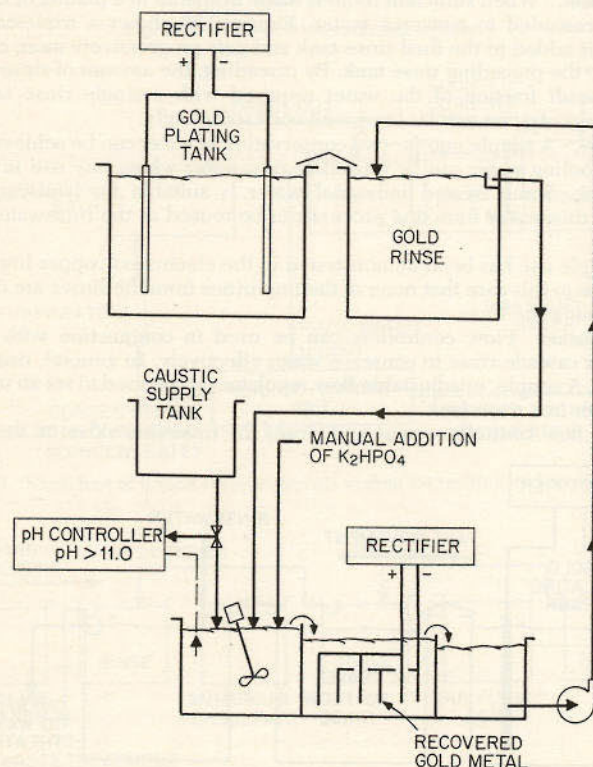 RECTIFIER
+ −
GOLD
PLATING
TANK
GOLD
RINSE
CAUSTIC
SUPPLY
TANK
MANUAL ADDITION
OF K₂HPO₄
pH CONTROLLER
pH > 11.0
RECTIFIER
+ −
RECOVERED
GOLD METAL